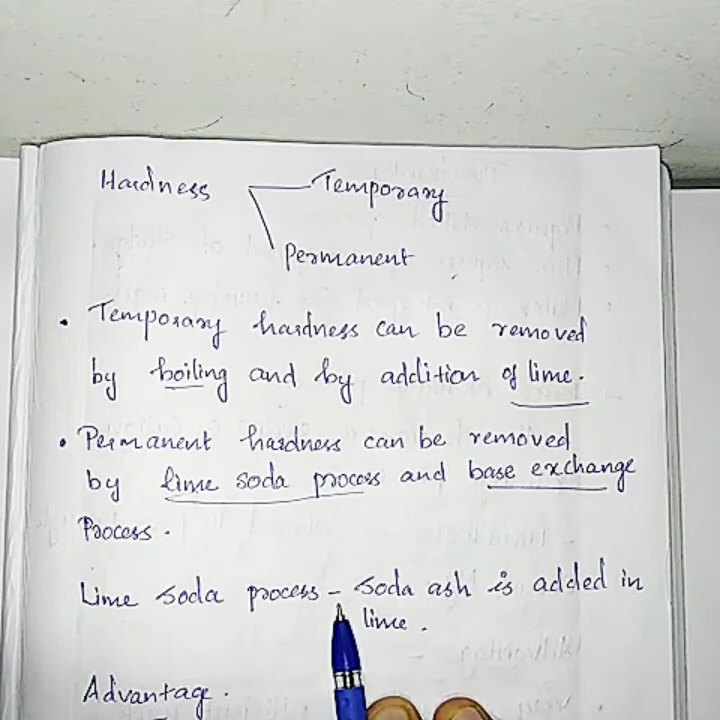 Hardness Temporary
Permanent
• Temporary hardness can be removed
by boiling and by addition of lime.
• Permanent hardness can be removed
by lime soda process and base exchange
Process.
Lime soda process – soda ash is added in
lime.
Advantage.